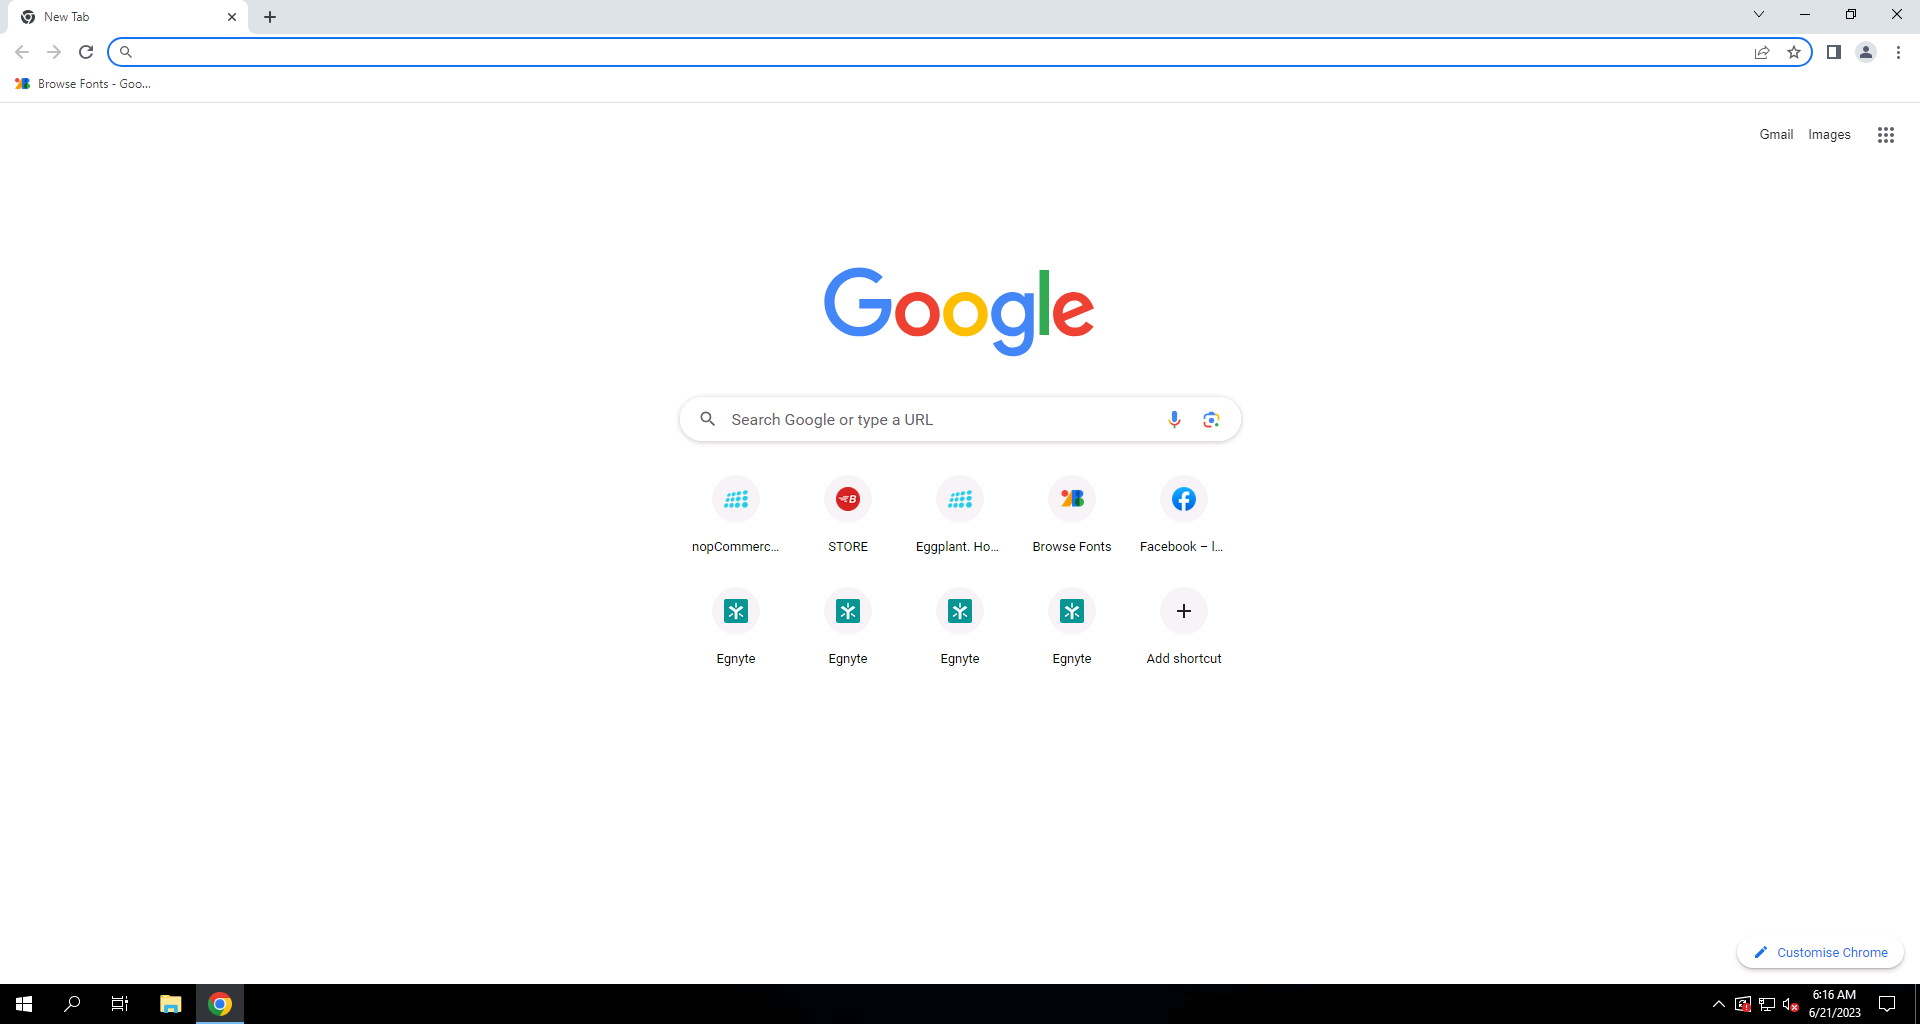 New Tab
Browse Fonts - Goo...
Gmail Images
Google
Search Google or type a URL
nopCommerc... STORE Eggplant. Ho... Browse Fonts Facebook – l...
Egnyte Egnyte Egnyte Egnyte Add shortcut
Customise Chrome
6:16 AM
6/21/2023